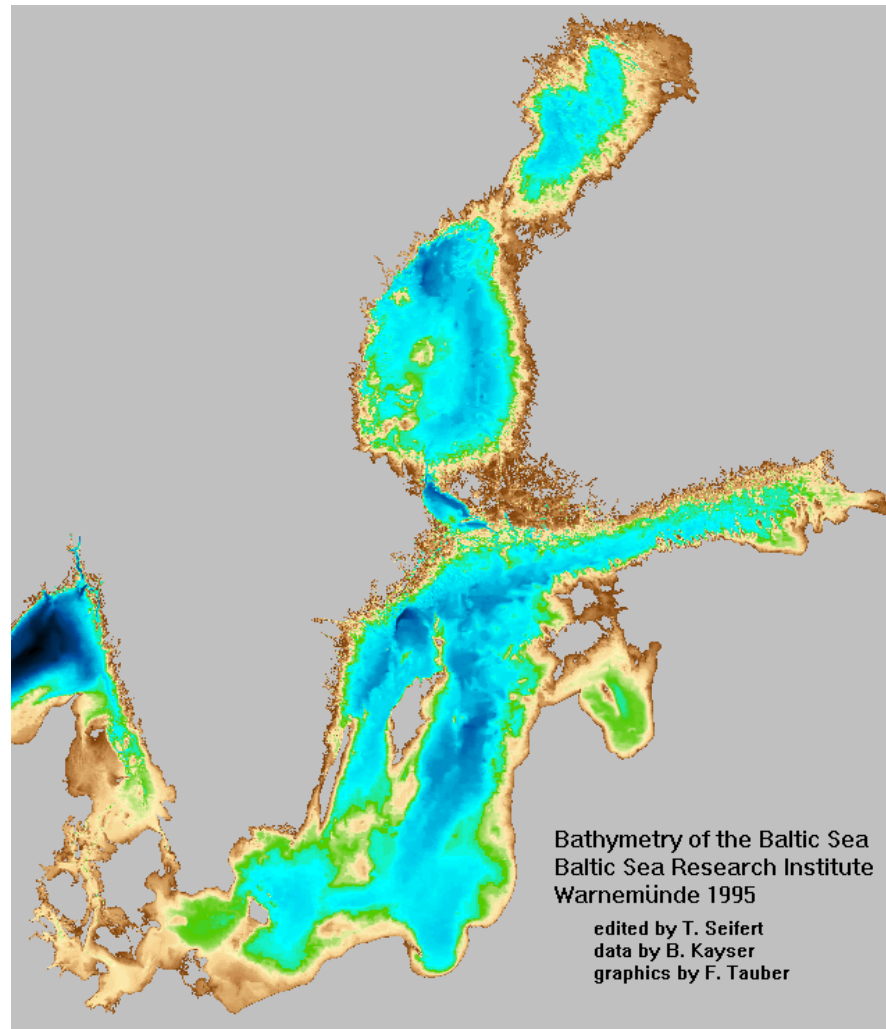 Bathymetry of the Baltic Sea
Baltic Sea Research Institute
Warnemünde 1995
edited by T. Seifert
data by B. Kayser
graphics by F. Tauber